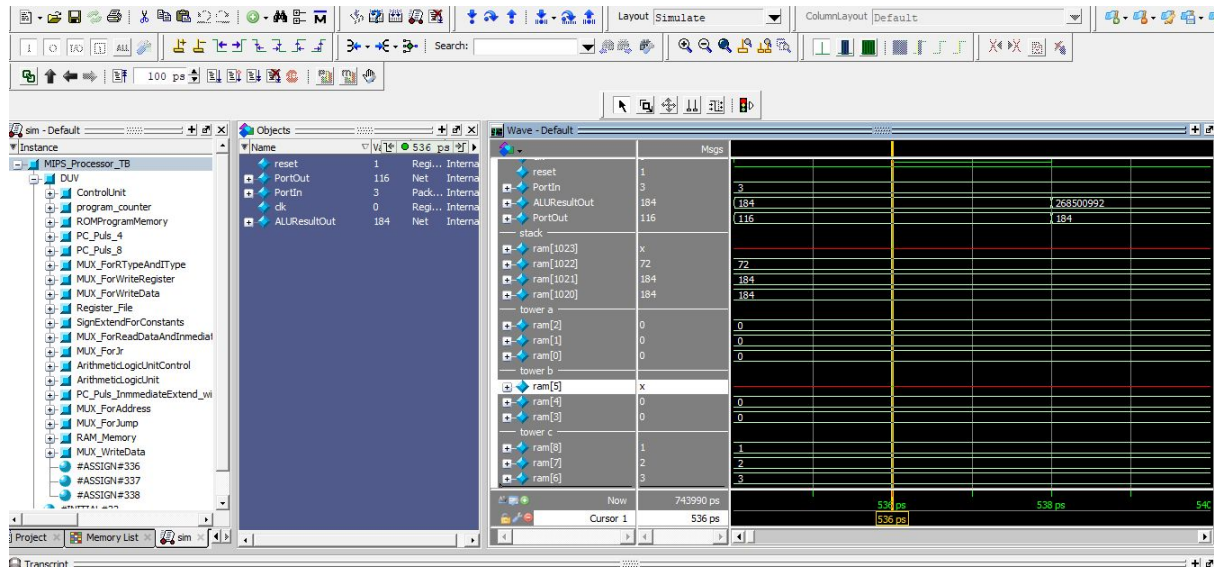 Layout Simulate
ColumnLayout Default
ALL
Search:
100 ps
sim - Default
Instance
MIPS_Processor_TB
DUV
ControlUnit
program_counter
ROMProgramMemory
PC_Puls_4
PC_Puls_8
MUX_ForRTypeAndIType
MUX_ForWriteRegister
MUX_ForWriteData
Register_File
SignExtendForConstants
MUX_ForReadDataAndInmediat
MUX_ForJr
ArithmeticLogicUnitControl
ArithmeticLogicUnit
PC_Puls_InmmediateExtend_wi
MUX_ForAddress
MUX_ForJump
RAM_Memory
MUX_WriteData
#ASSIGN#336
#ASSIGN#337
#ASSIGN#338
Project
Memory List
sim
Objects
Name 536 ps
reset 1 Regi... Interna
PortOut 116 Net Interna
PortIn 3 Pack... Interna
clk 0 Regi... Interna
ALUResultOut 184 Net Interna
Wave - Default
Msgs
reset 1
PortIn 3 3
ALUResultOut 184 184 268500992
PortOut 116 116 184
stack
ram[1023] x
ram[1022] 72 72
ram[1021] 184 184
ram[1020] 184 184
tower a
ram[2] 0 0
ram[1] 0 0
ram[0] 0 0
tower b
ram[5] x
ram[4] 0 0
ram[3] 0 0
tower c
ram[8] 1 1
ram[7] 2 2
ram[6] 3 3
Now 743990 ps 536 ps 538 ps 540
Cursor 1 536 ps 536 ps
Transcript